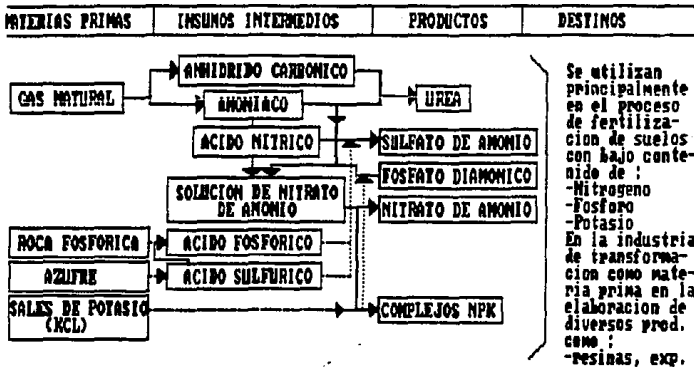 MATERIAS PRIMAS
INSUMOS INTERMEDIOS
PRODUCTOS
DESTINOS
ANHIDRIDO CARBONICO
GAS NATURAL
AMONIACO
UREA
ACIDO NITRICO
SULFATO DE AMONIO
FOSFATO DIAMONICO
SOLUCION DE NITRATO
DE AMONIO
NITRATO DE AMONIO
ROCA FOSFORICA
ACIDO FOSFORICO
AZUFRE
ACIDO SULFURICO
SALES DE POTASIO
(KCL)
COMPLEJOS NPK
Se utilizan
principalmente
en el proceso
de fertiliza-
cion de suelos
con bajo conte-
nido de :
-Nitrogeno
-Fosforo
-Potasio
En la industria
de transforma-
cion como mate-
ria prima en la
elaboracion de
diversos prod.
como :
-resinas, exp.